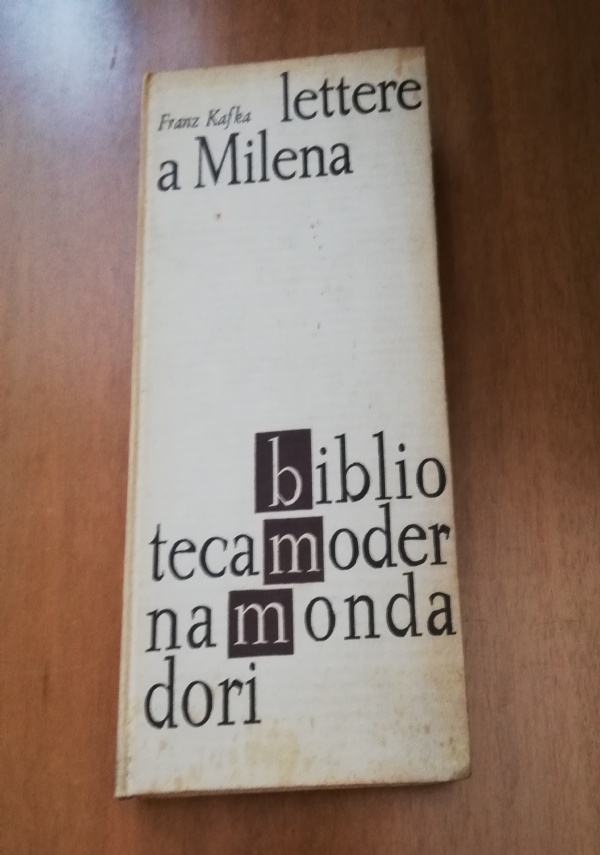 Franz Kafka lettere
a Milena
biblio
tecamoder
namonda
dori